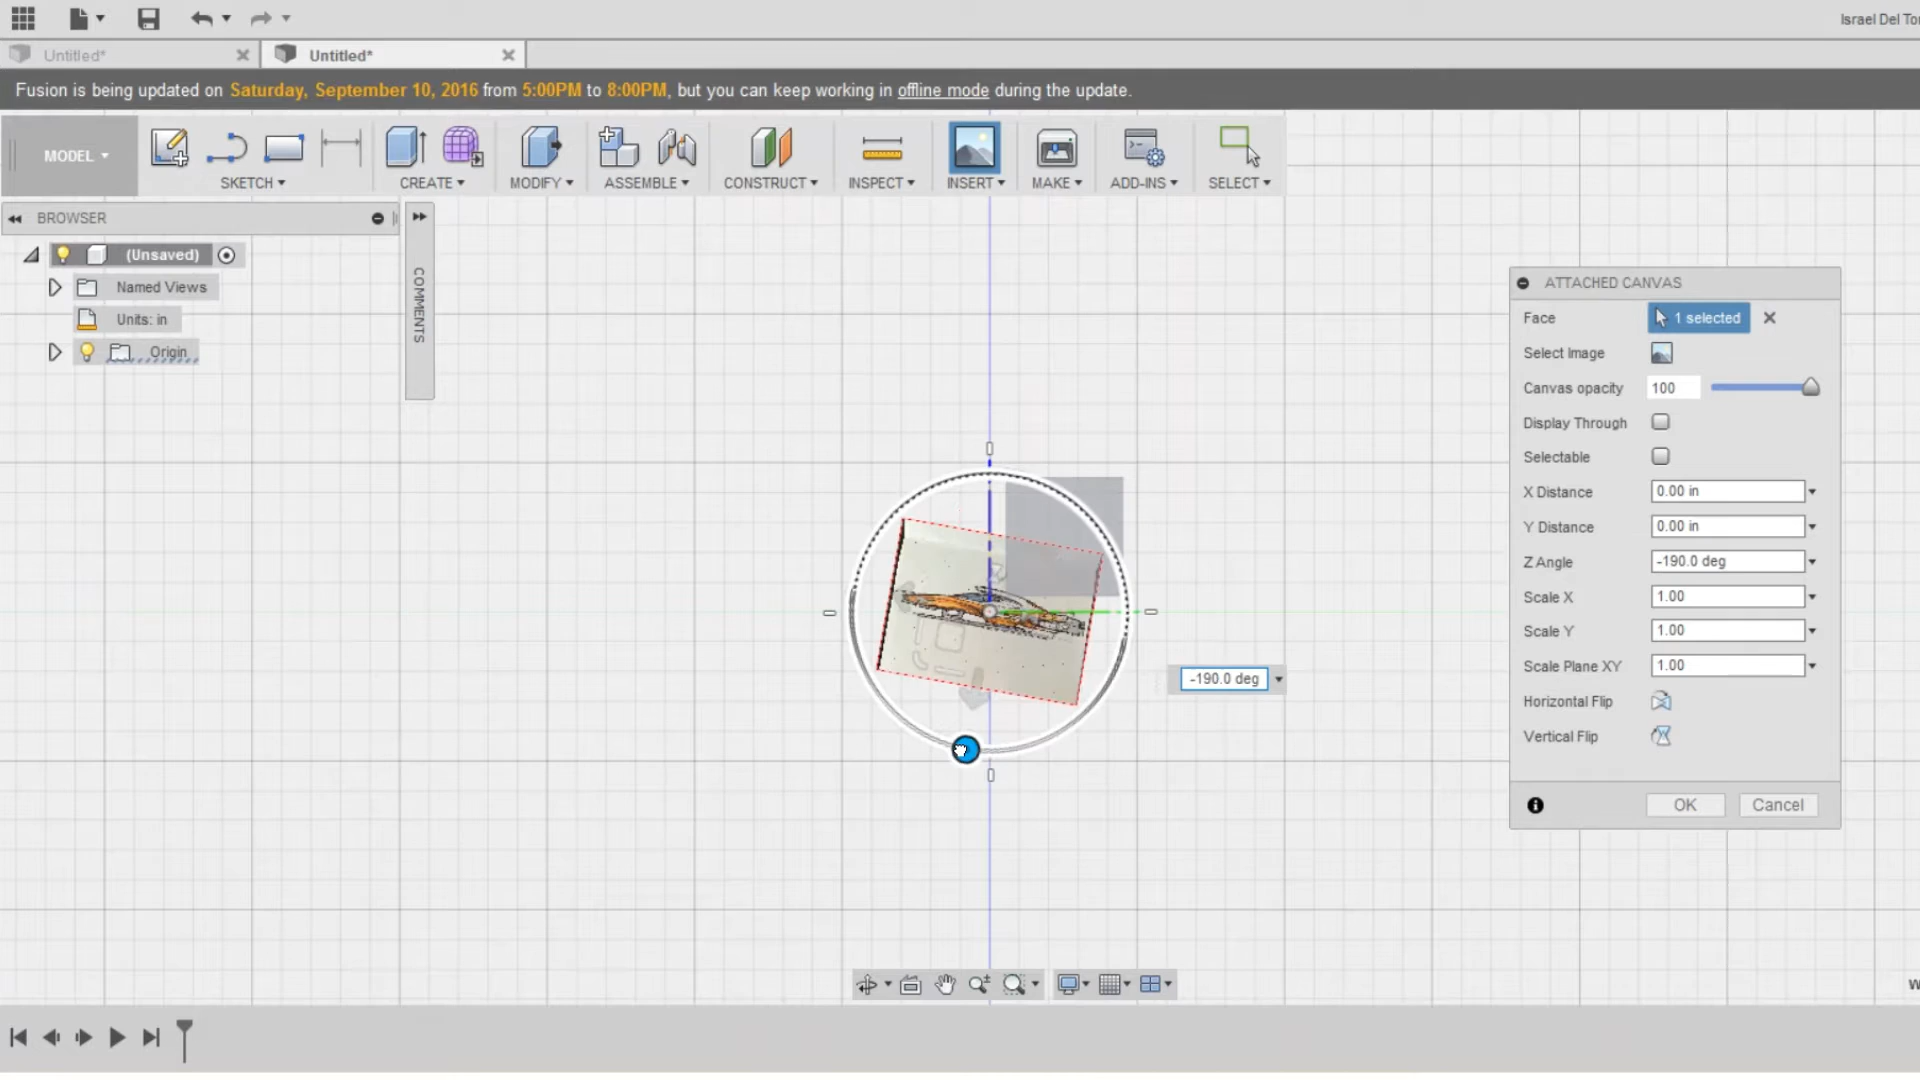 Israel Del Tor
Untitled*
Untitled*
Fusion is being updated on Saturday, September 10, 2016 from 5:00PM to 8:00PM, but you can keep working in offline mode during the update.
MODEL
SKETCH
CREATE
MODIFY
ASSEMBLE
CONSTRUCT
INSPECT
INSERT
MAKE
ADD-INS
SELECT
BROWSER
(Unsaved)
Named Views
Units: in
Origin
COMMENTS
ATTACHED CANVAS
Face 1 selected
Select Image
Canvas opacity 100
Display Through
Selectable
X Distance 0.00 in
Y Distance 0.00 in
Z Angle -190.0 deg
Scale X 1.00
Scale Y 1.00
Scale Plane XY 1.00
Horizontal Flip
Vertical Flip
OK Cancel
-190.0 deg